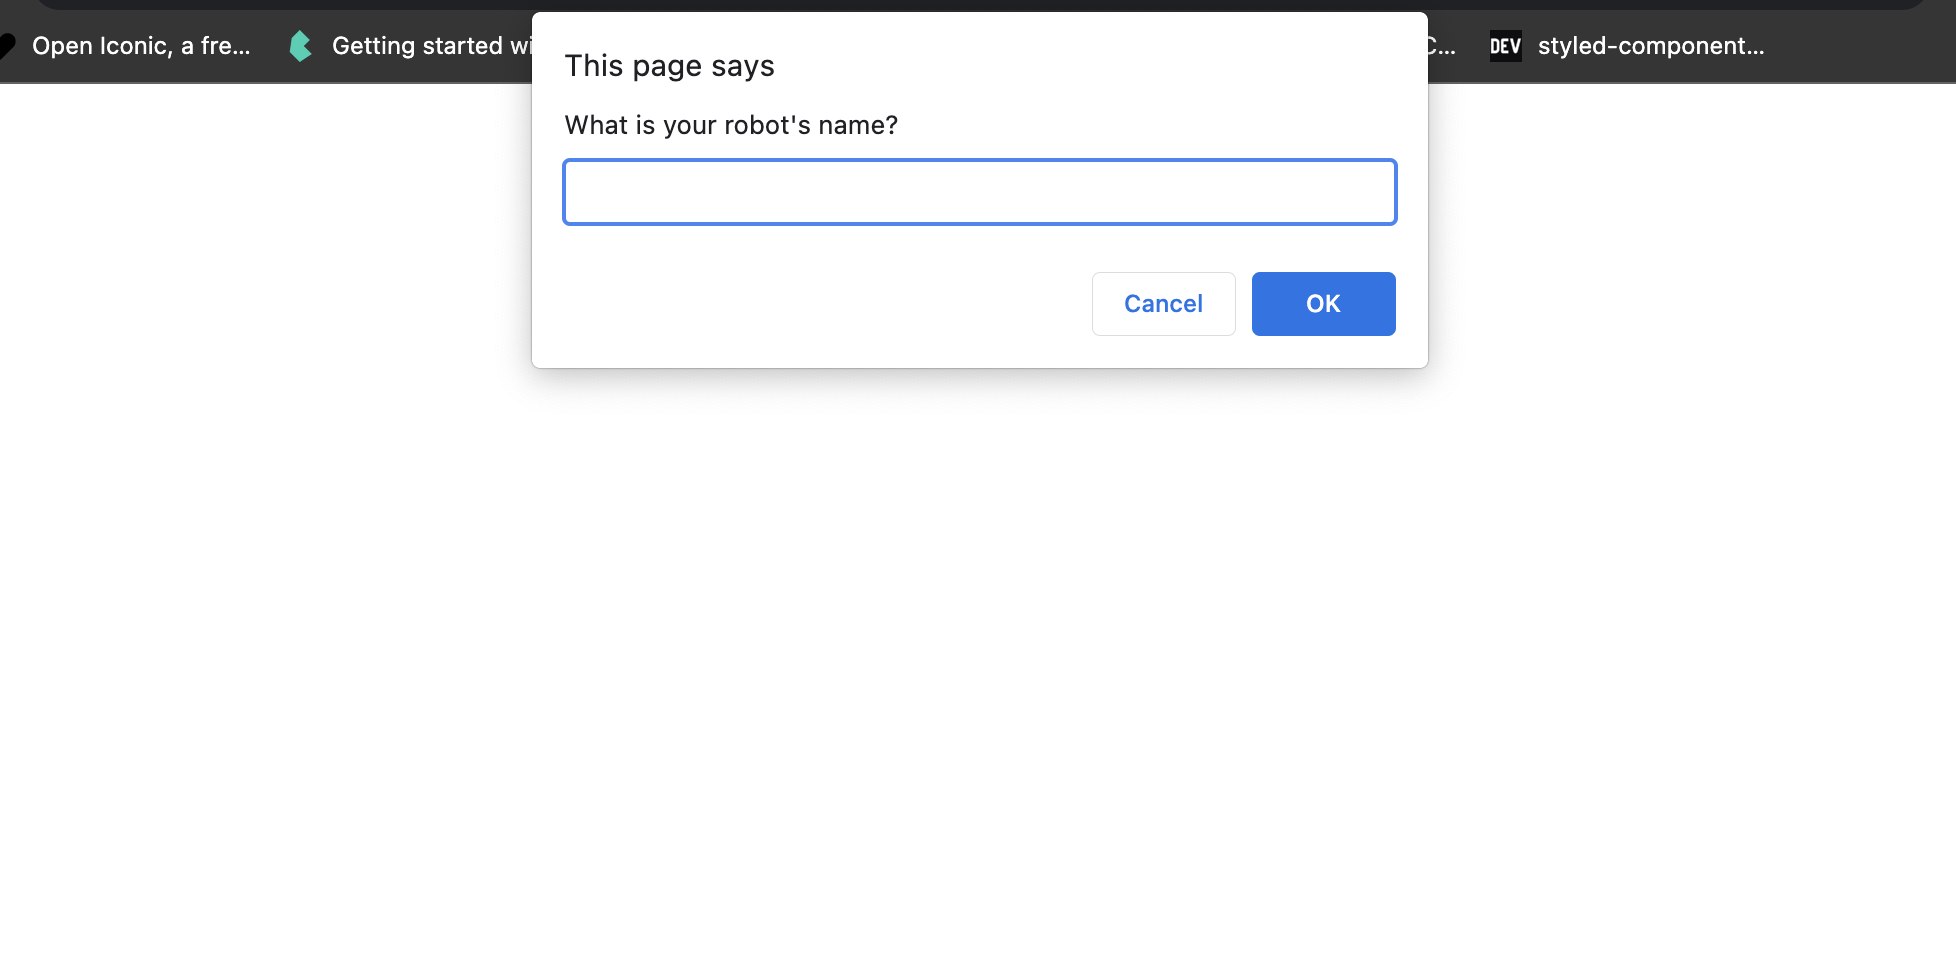 Open Iconic, a fre...
Getting started wi
C...
DEV styled-component...
This page says
What is your robot's name?
Cancel
OK